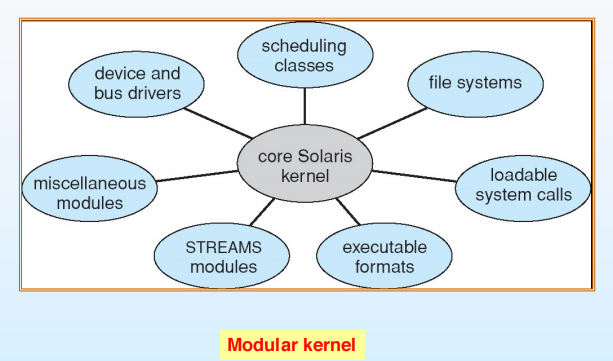 scheduling
classes
device and
bus drivers
file systems
core Solaris
kernel
miscellaneous
modules
loadable
system calls
STREAMS
modules
executable
formats
Modular kernel